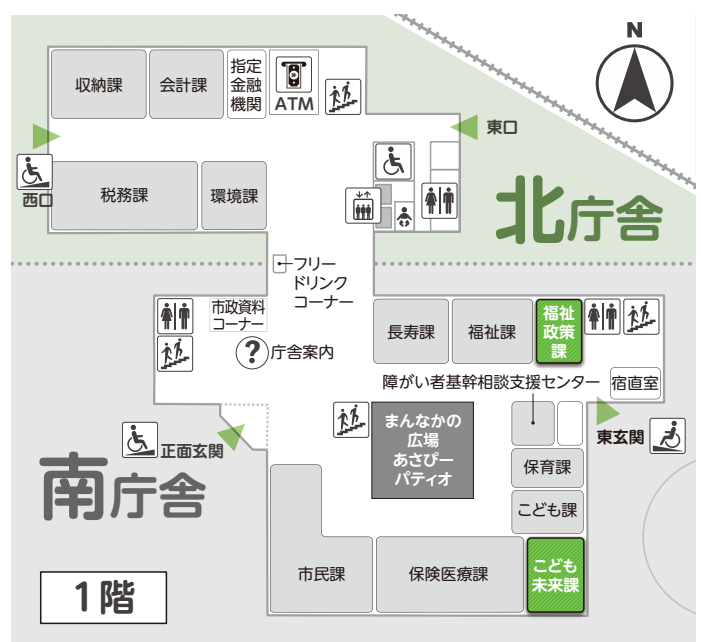 N
収納課
会計課
指定
金融
機関
ATM
東口
西口
税務課
環境課
北庁舎
フリー
ドリンク
コーナー
市政資料
コーナー
?
庁舎案内
長寿課
福祉課
福祉
政策
課
障がい者基幹相談支援センター
宿直室
まんなかの
広場
あさぴー
パティオ
正面玄関
東玄関
保育課
こども課
南庁舎
市民課
保険医療課
こども
未来課
1階